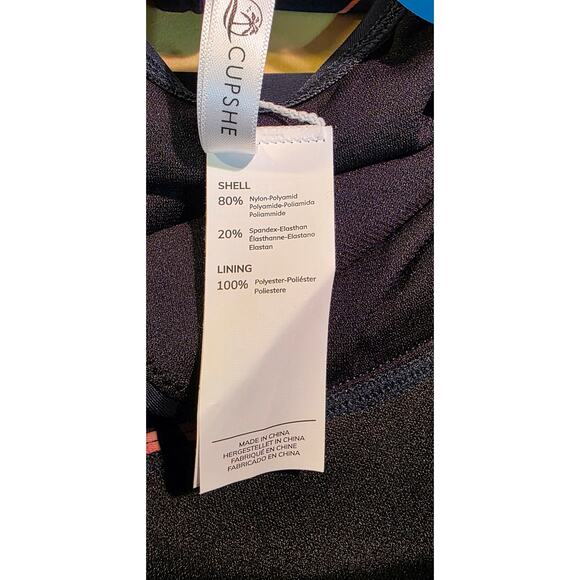 CUPSHE
SHELL
80% Nylon-Polyamid
Polyamide-Poliamida
Poliammide
20% Spandex-Elasthan
Élasthanne-Elastano
Elastan
LINING
100% Polyester-Poliéster
Poliestere
MADE IN CHINA
HERGESTELLET IN CHINA
FABRIQUÉ EN CHINE
FABRICADO EN CHINA